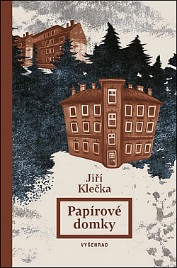 Jiří
Klečka
Papírové
domky
VYŠEHRAD